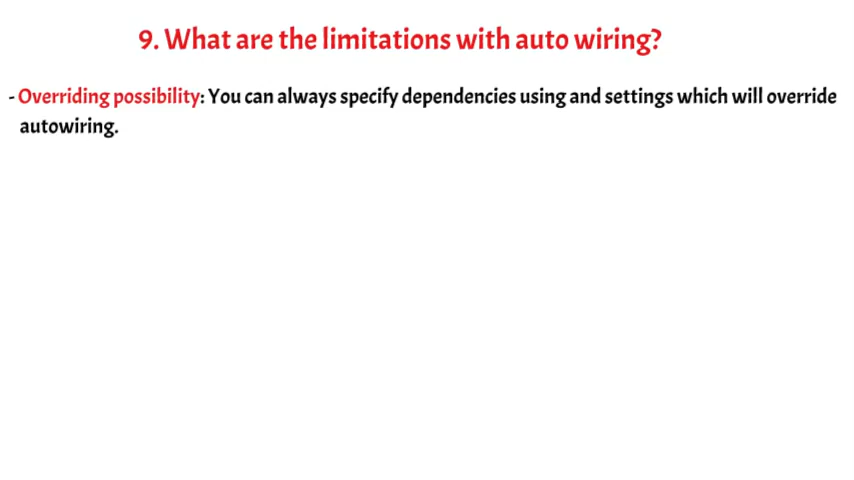 9. What are the limitations with auto wiring?
- Overriding possibility: You can always specify dependencies using and settings which will override
autowiring.